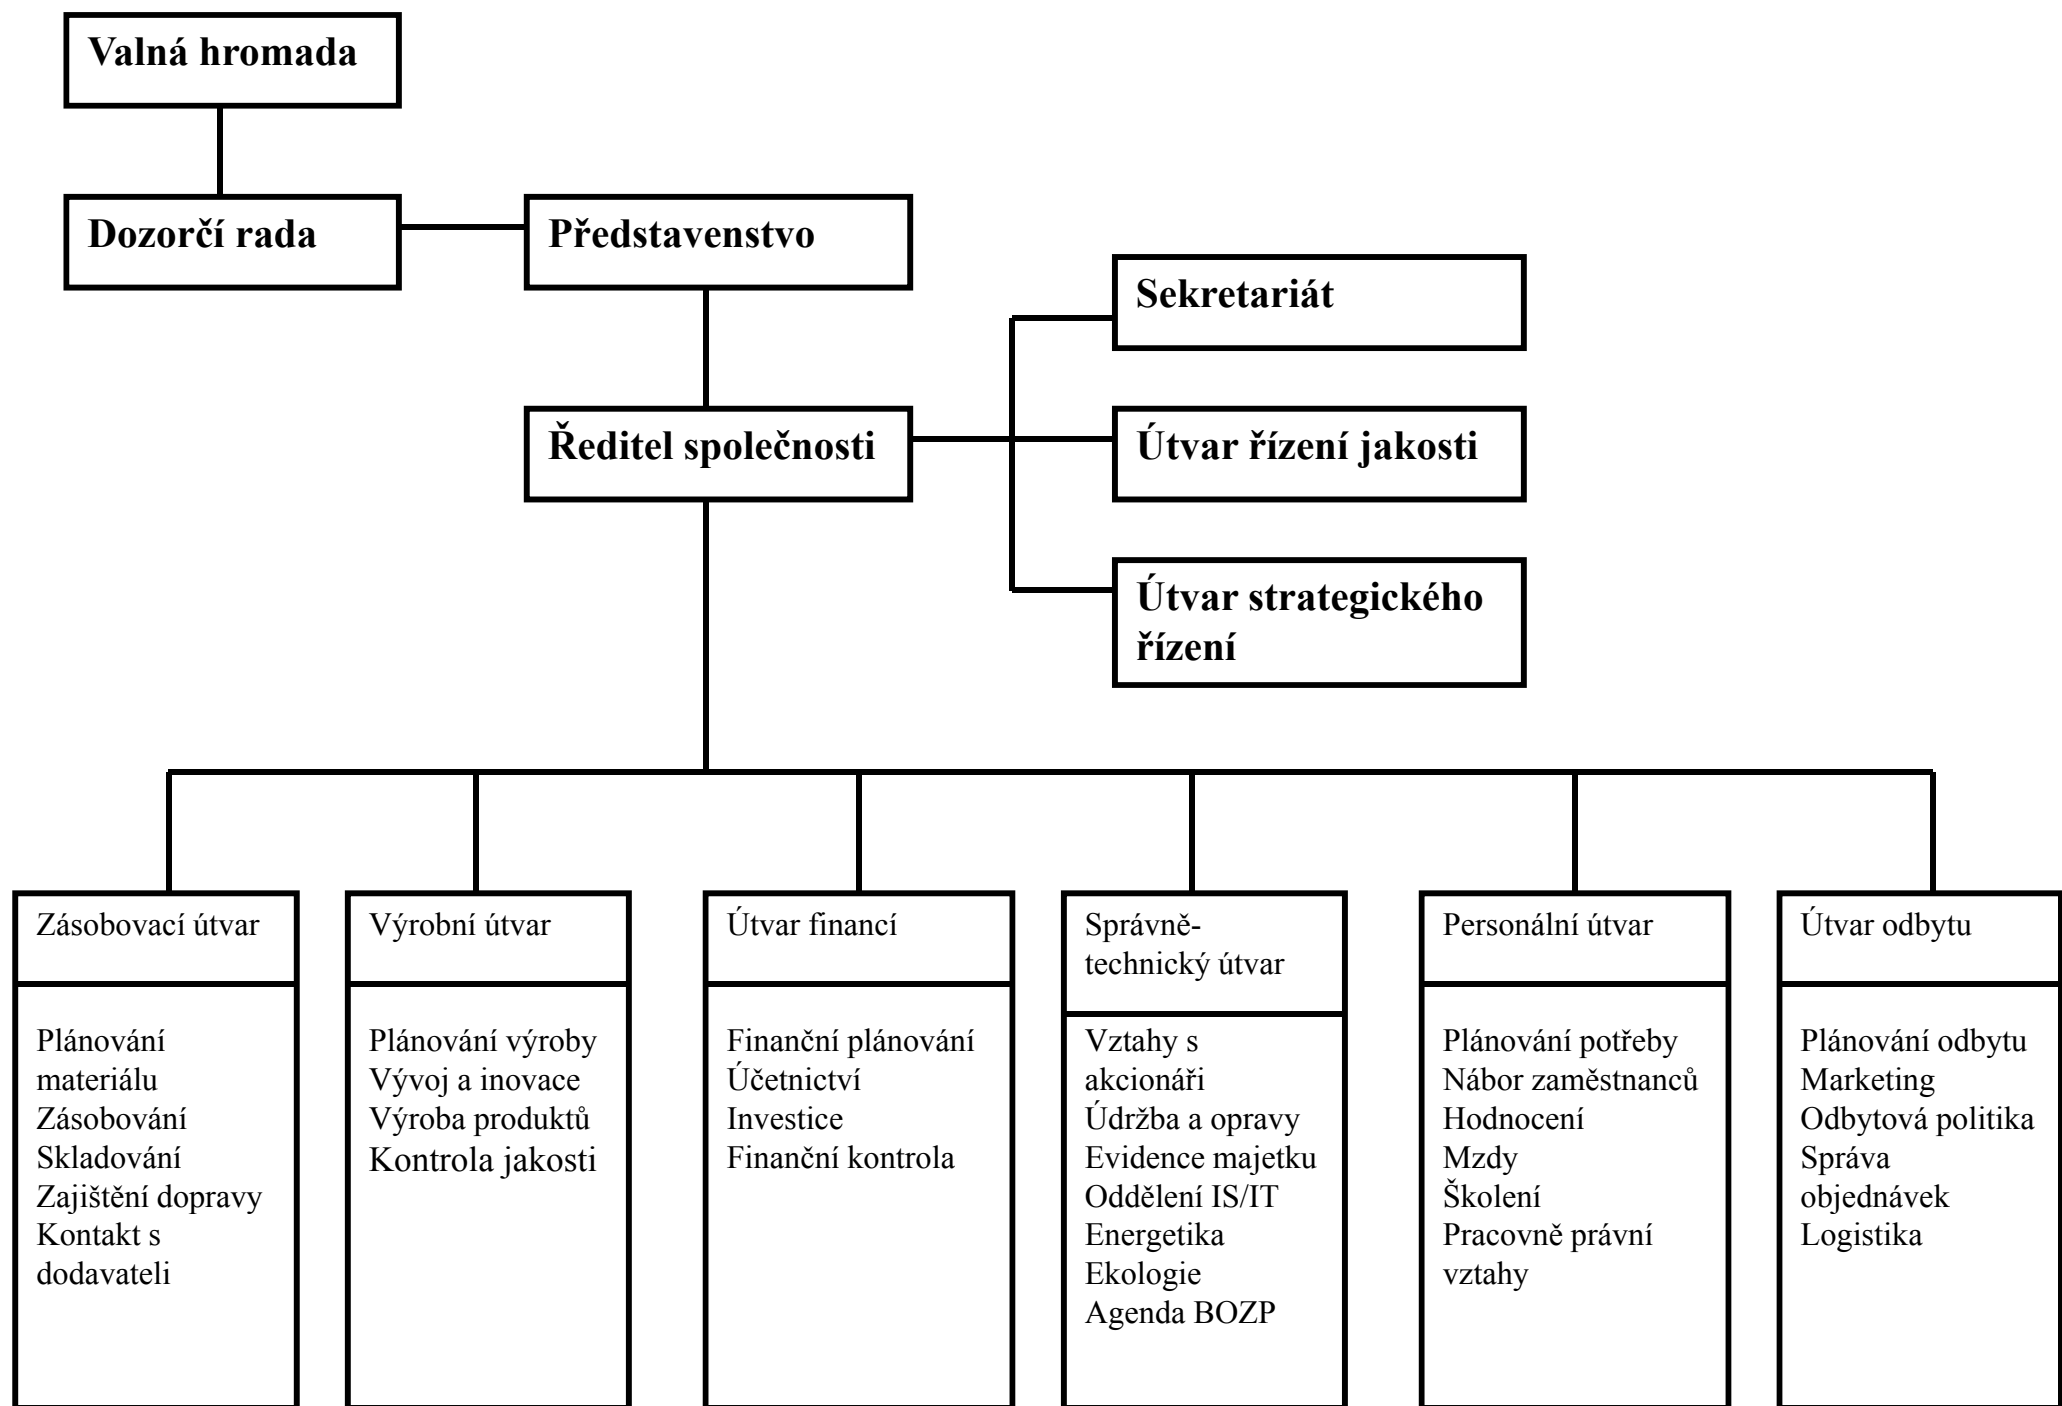 Valná hromada
Dozorčí rada
Představenstvo
Sekretariát
Ředitel společnosti
Útvar řízení jakosti
Útvar strategického
řízení
Zásobovací útvar
Plánování
materiálu
Zásobování
Skladování
Zajištění dopravy
Kontakt s
dodavateli
Výrobní útvar
Plánování výroby
Vývoj a inovace
Výroba produktů
Kontrola jakosti
Útvar financí
Finanční plánování
Účetnictví
Investice
Finanční kontrola
Správně-
technický útvar
Vztahy s
akcionáři
Údržba a opravy
Evidence majetku
Oddělení IS/IT
Energetika
Ekologie
Agenda BOZP
Personální útvar
Plánování potřeby
Nábor zaměstnanců
Hodnocení
Mzdy
Školení
Pracovně právní
vztahy
Útvar odbytu
Plánování odbytu
Marketing
Odbytová politika
Správa
objednávek
Logistika